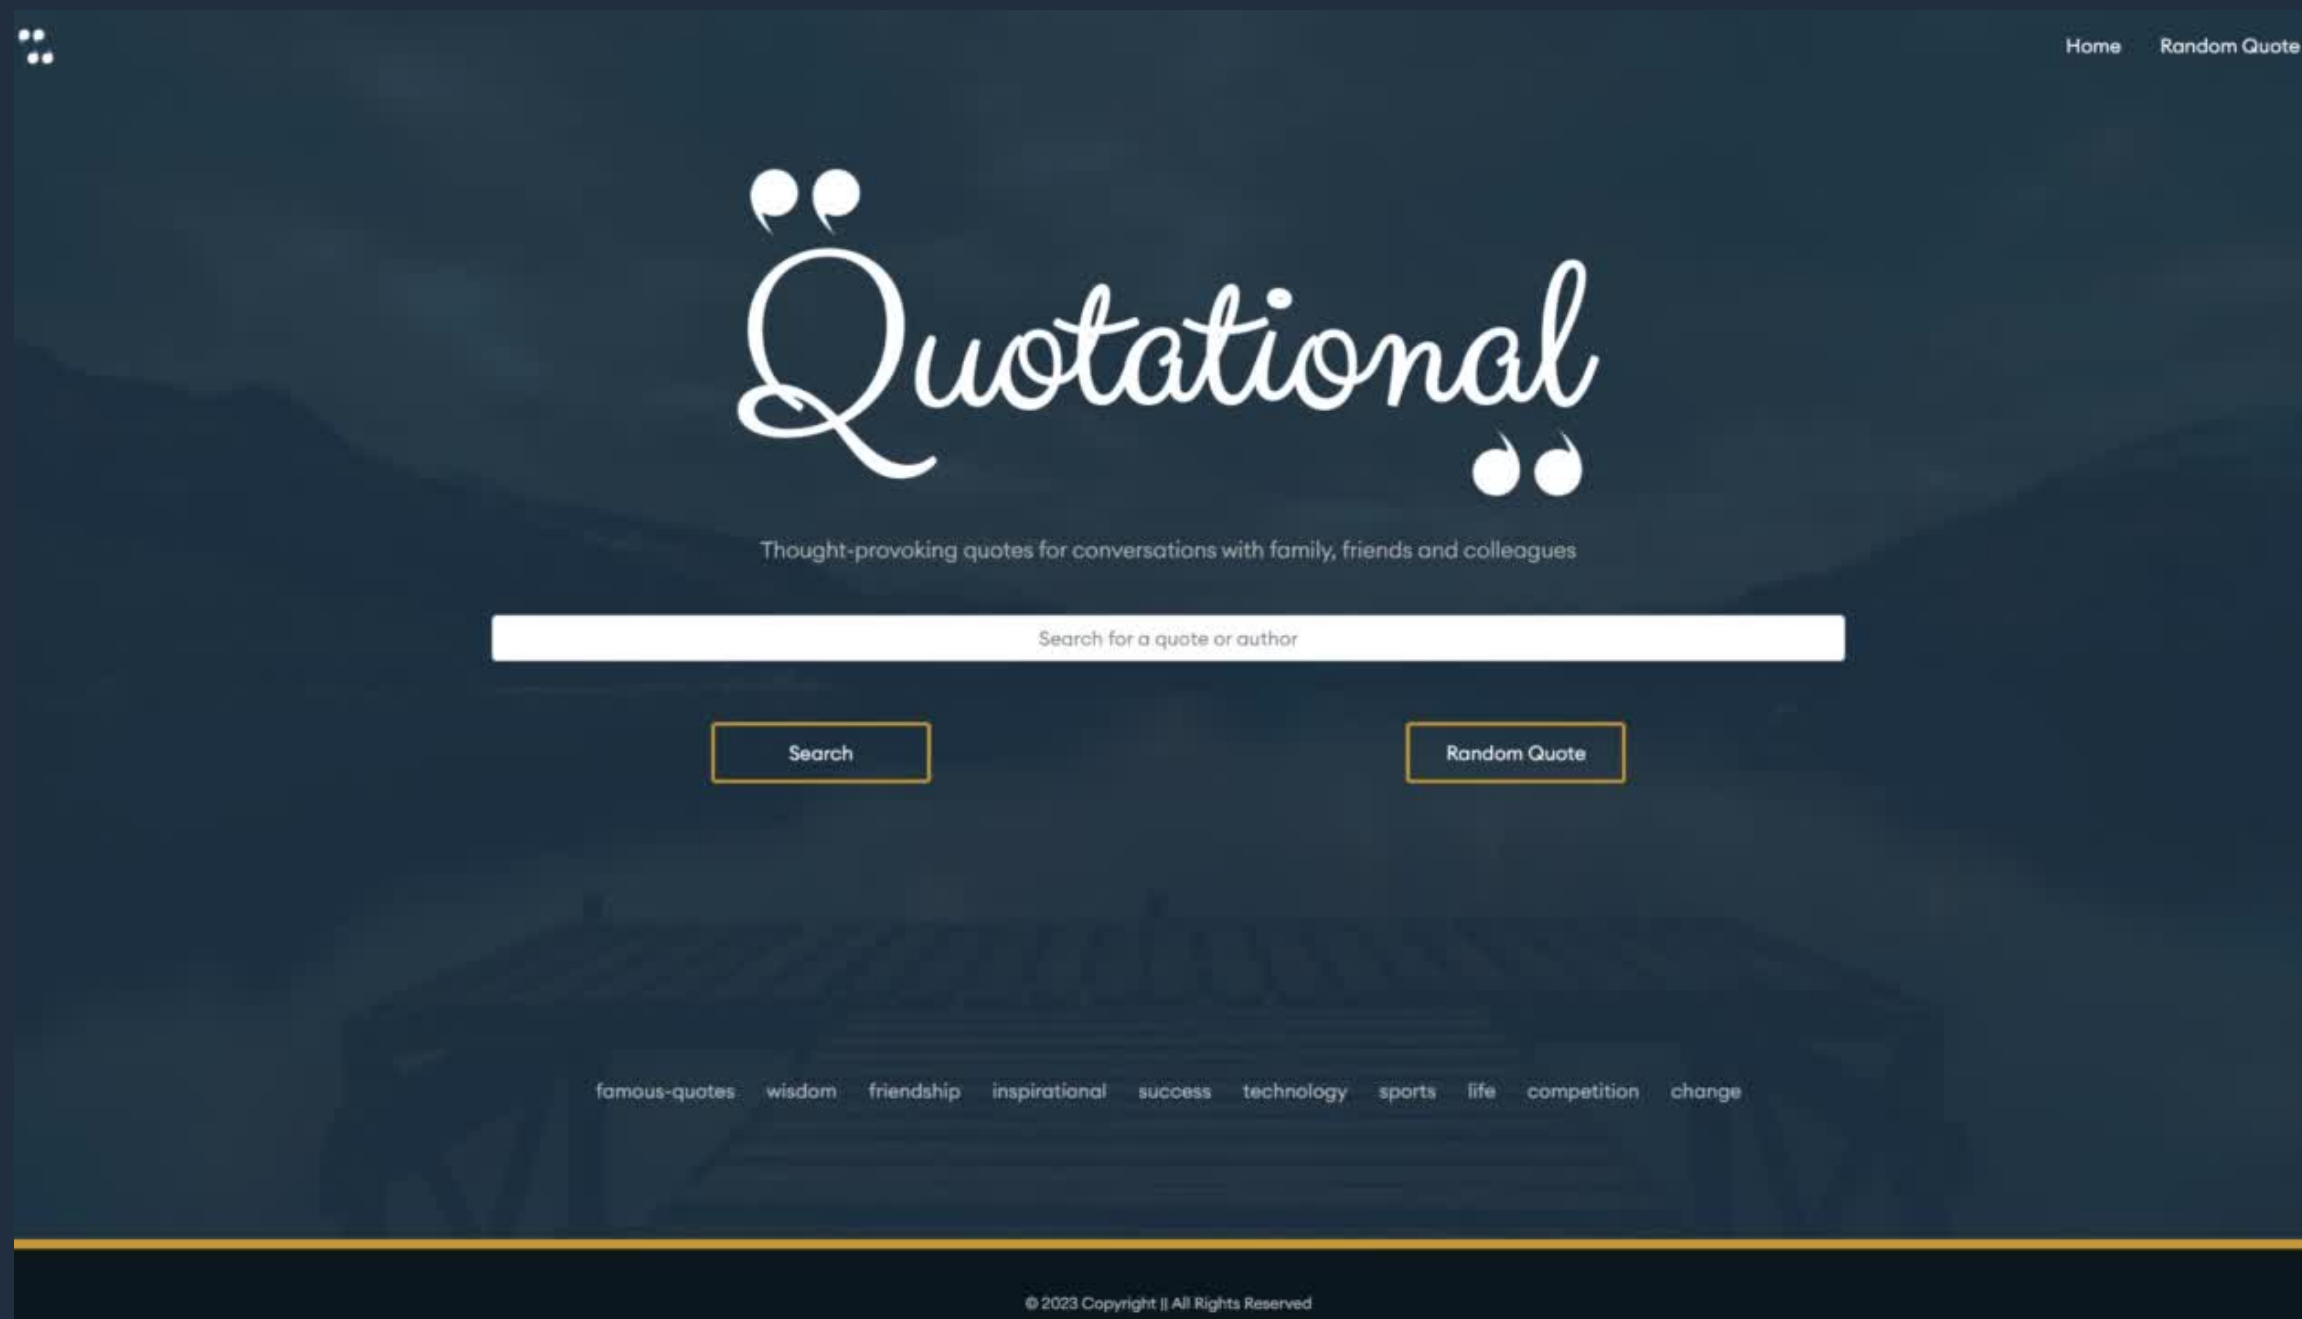 Home Random Quote
Quotational
Thought-provoking quotes for conversations with family, friends and colleagues
Search for a quote or author
Search Random Quote
famous-quotes wisdom friendship inspirational success technology sports life competition change
© 2023 Copyright || All Rights Reserved